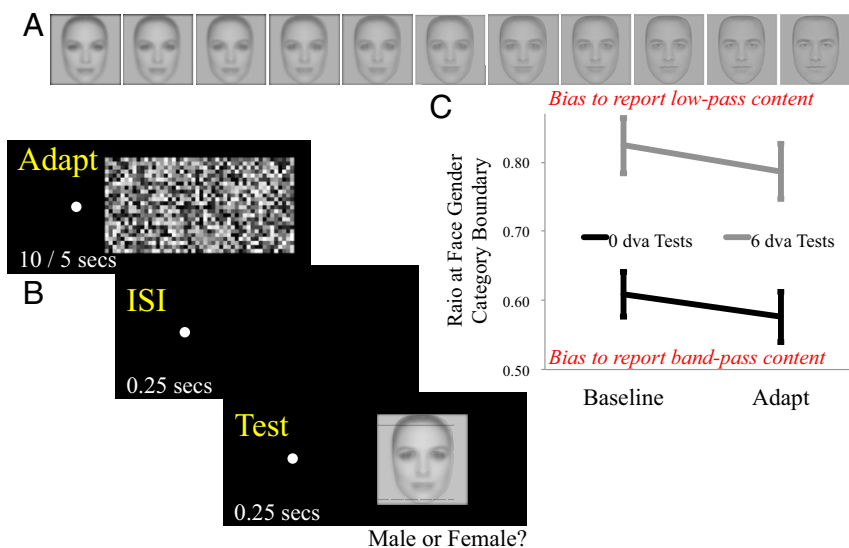 A
Adapt
10 / 5 secs
B
ISI
0.25 secs
Test
0.25 secs
Male or Female?
C
Bias to report low-pass content
Raio at Face Gender
Category Boundary
0.80
0.70
0.60
0.50
0 dva Tests
6 dva Tests
Bias to report band-pass content
Baseline
Adapt